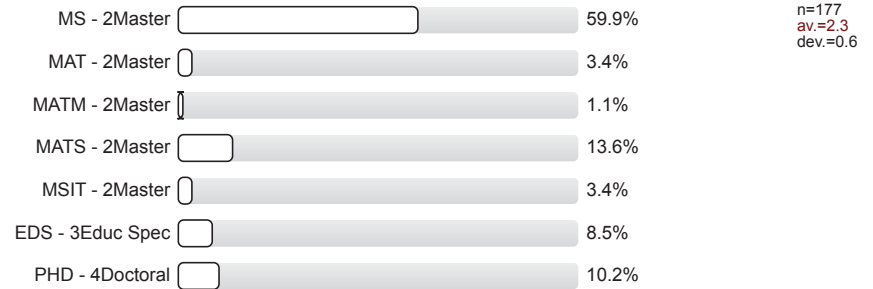 MS - 2Master 59.9%
MAT - 2Master 3.4%
MATM - 2Master 1.1%
MATS - 2Master 13.6%
MSIT - 2Master 3.4%
EDS - 3Educ Spec 8.5%
PHD - 4Doctoral 10.2%
n=177
av.=2.3
dev.=0.6